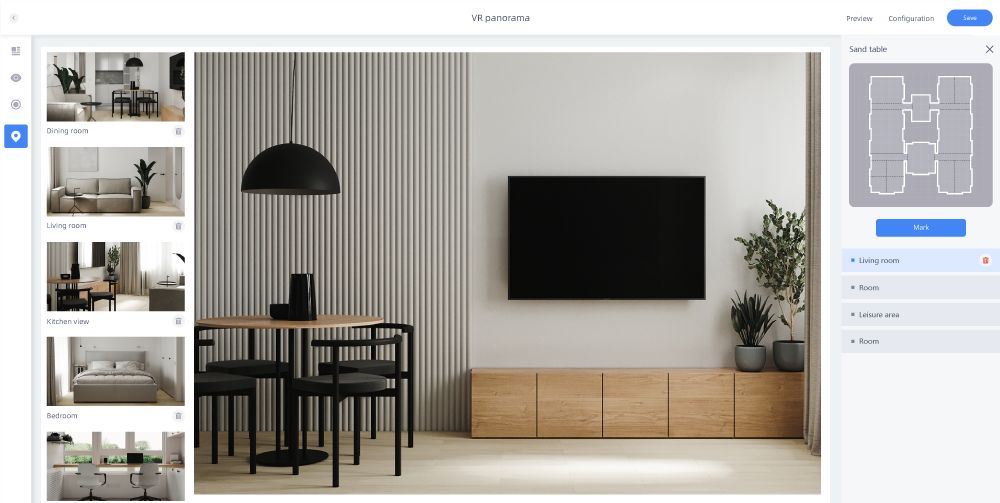 VR panorama
Preview
Configuration
Save
Dining room
Living room
Kitchen view
Bedroom
Sand table
Mark
Living room
Room
Leisure area
Room